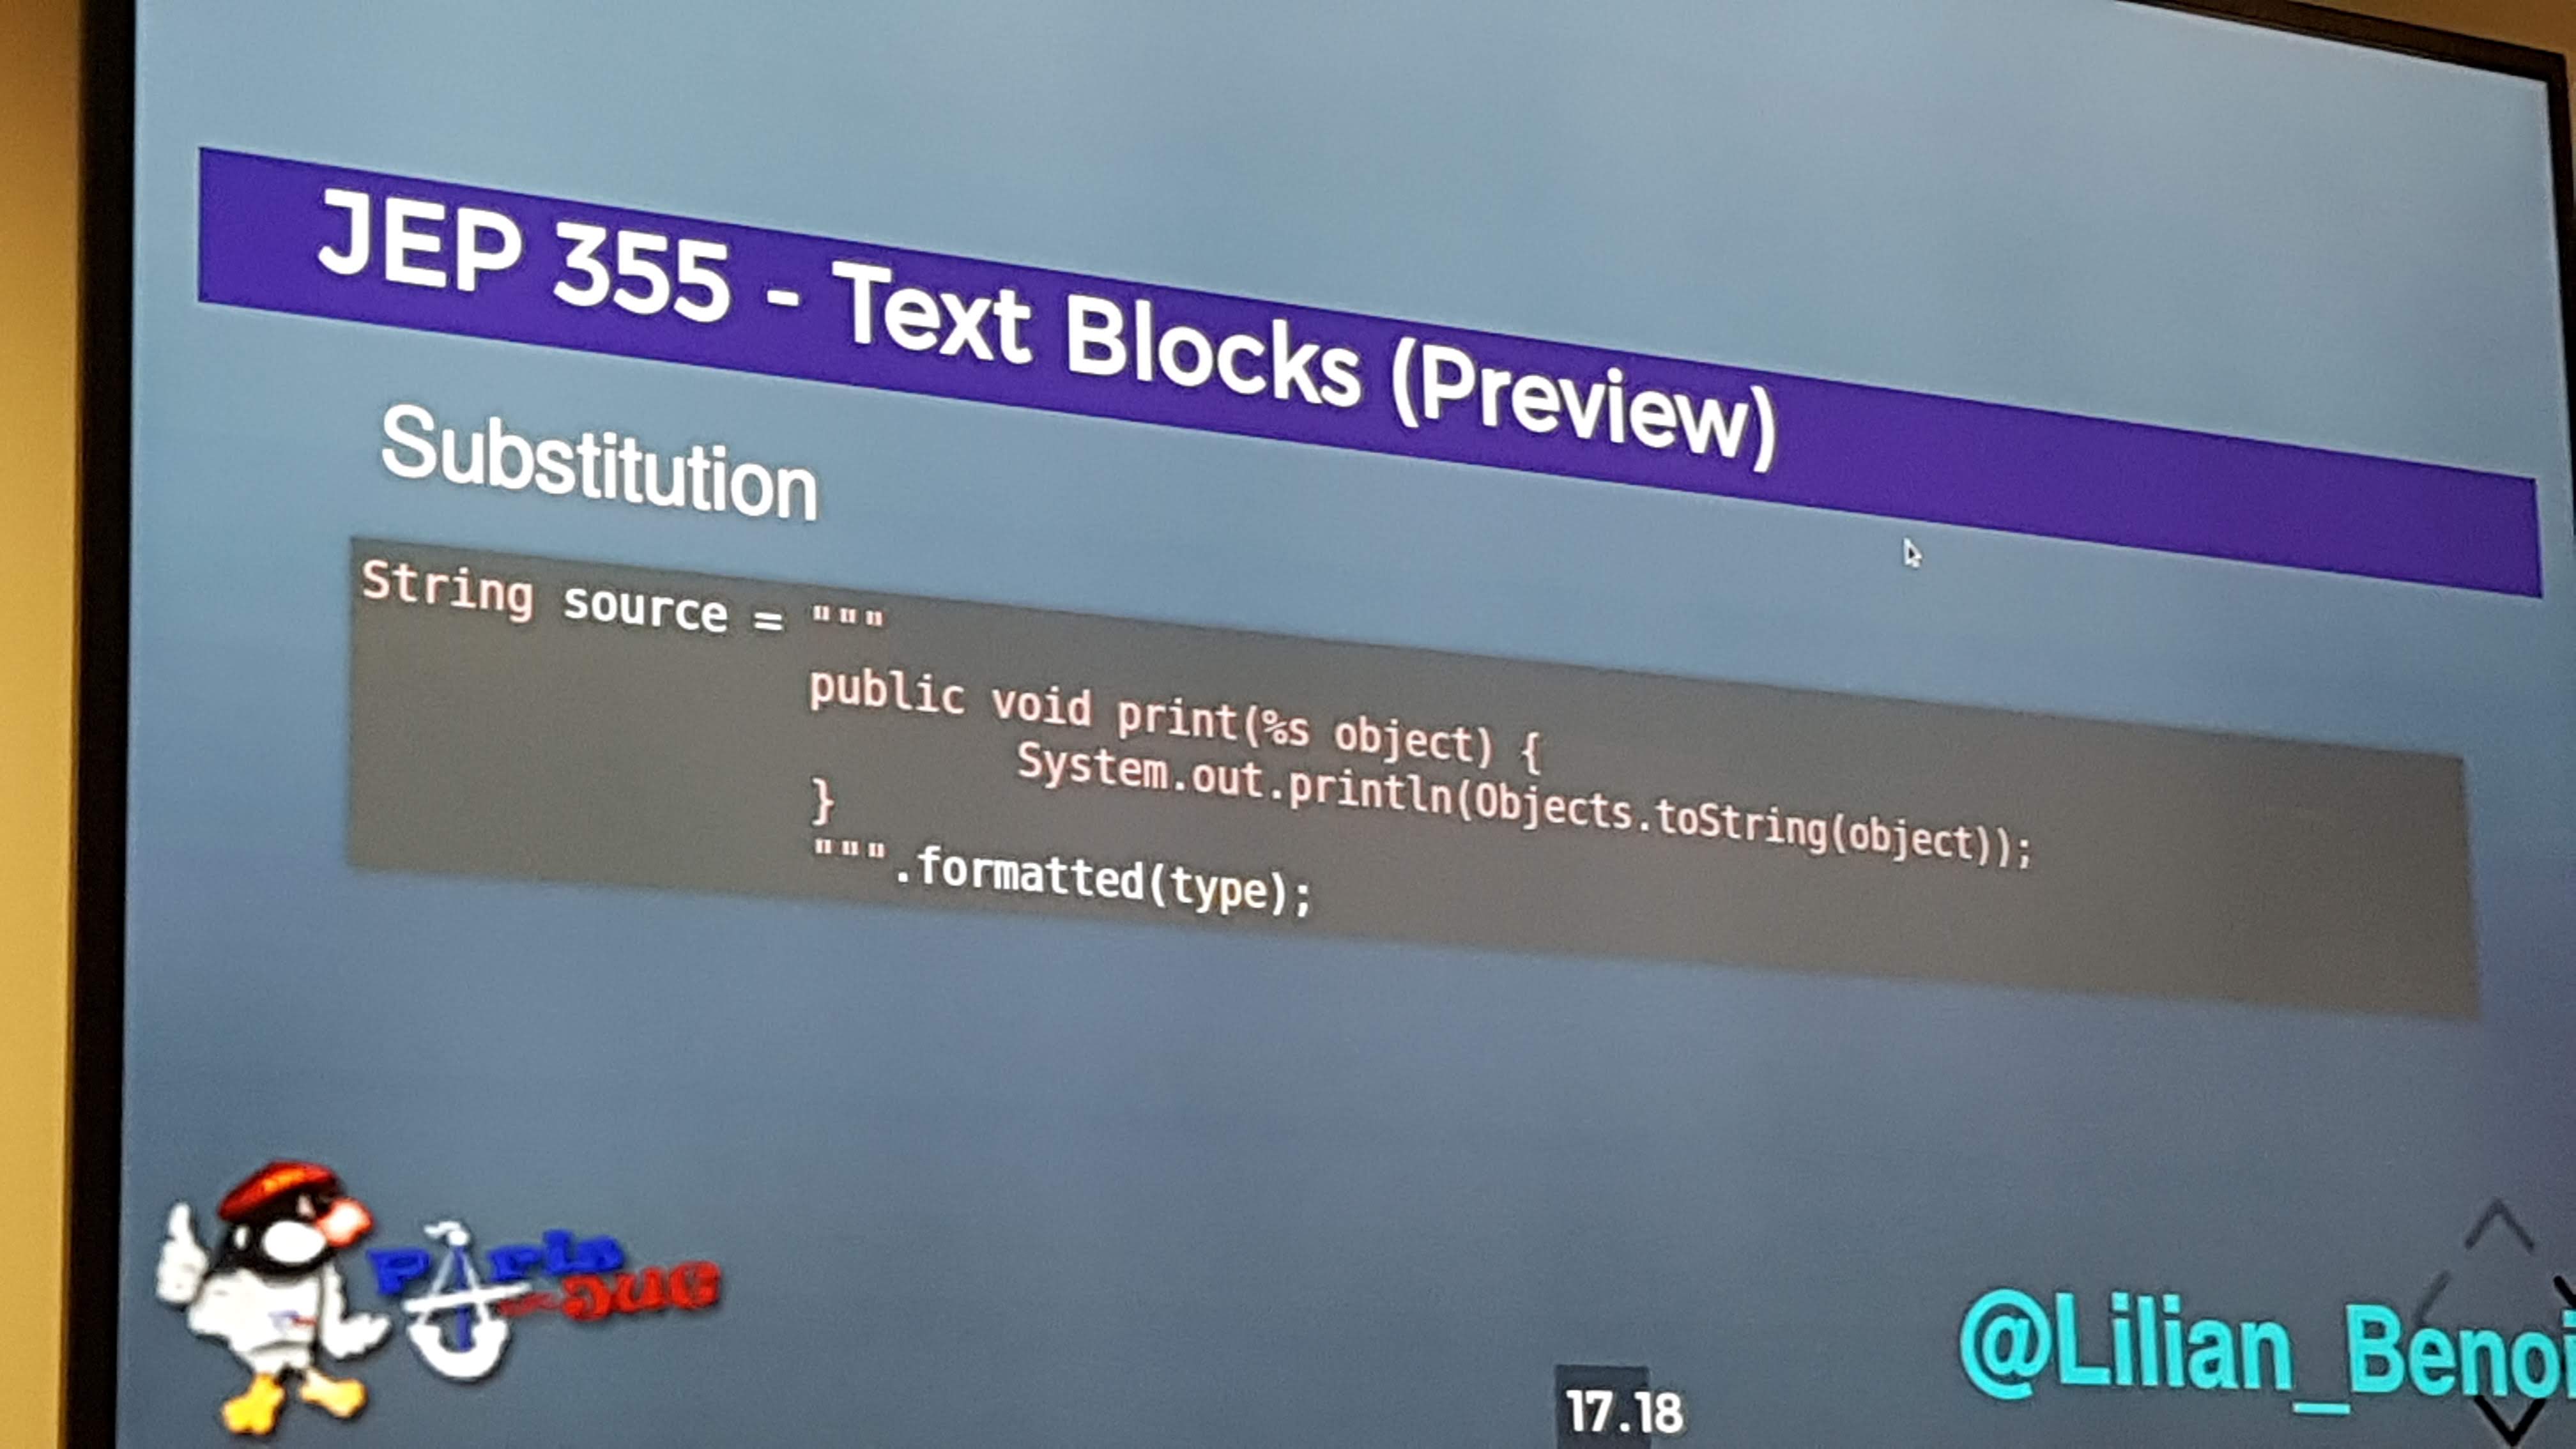 JEP 355 - Text Blocks (Preview)
Substitution
String source = """
public void print(%s object) {
System.out.println(Objects.toString(object));
}
""".formatted(type);
Paris
JUG
17.18
@Lilian_Benoi